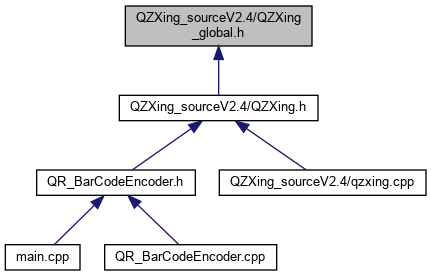 QZXing_sourceV2.4/QZXing
_global.h
QZXing_sourceV2.4/QZXing.h
QR_BarCodeEncoder.h
QZXing_sourceV2.4/qzxing.cpp
main.cpp
QR_BarCodeEncoder.cpp